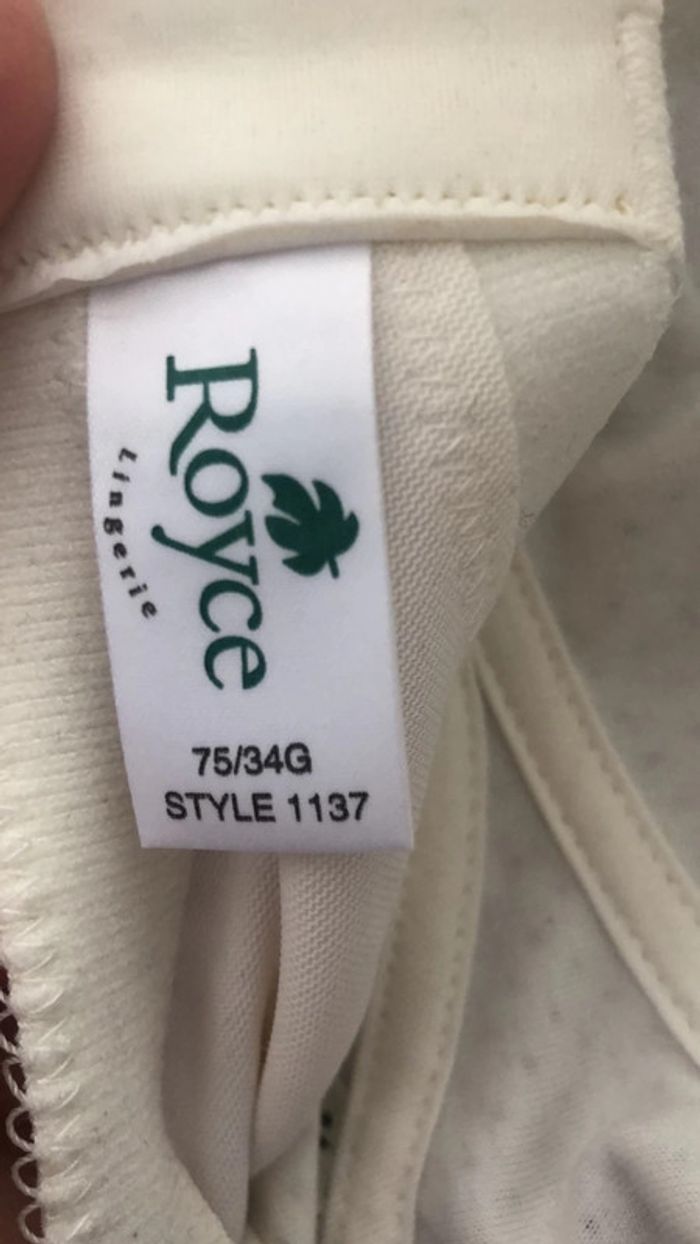 Royce
Lingerie
75/34G
STYLE 1137